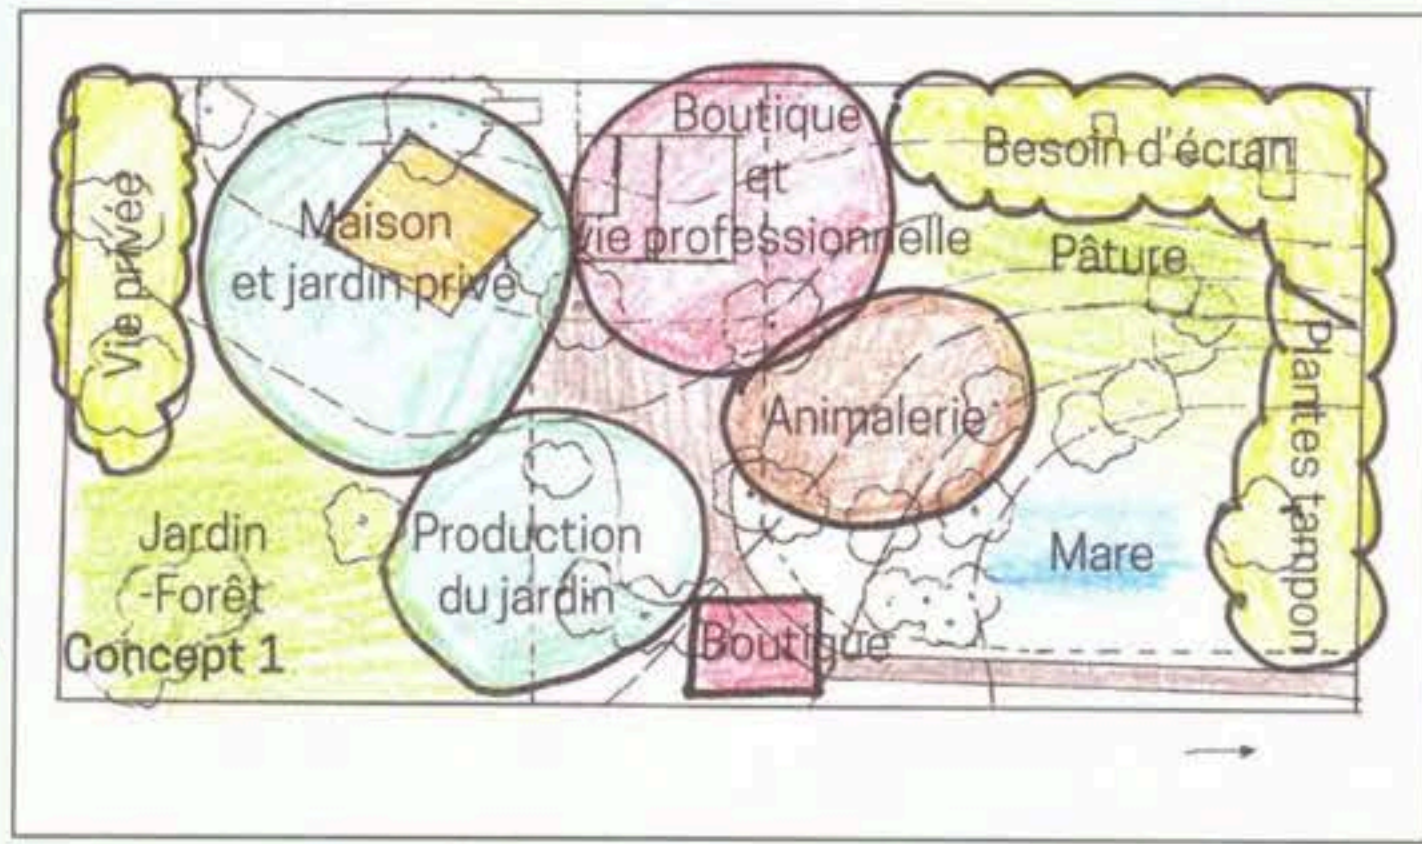 Vie privée
Maison
et jardin privé
Boutique
et
vie professionnelle
Besoin d'écran
Pâture
Animalerie
Plantes tampon
Jardin
-Forêt
Production
du jardin
Mare
Boutique
Concept 1